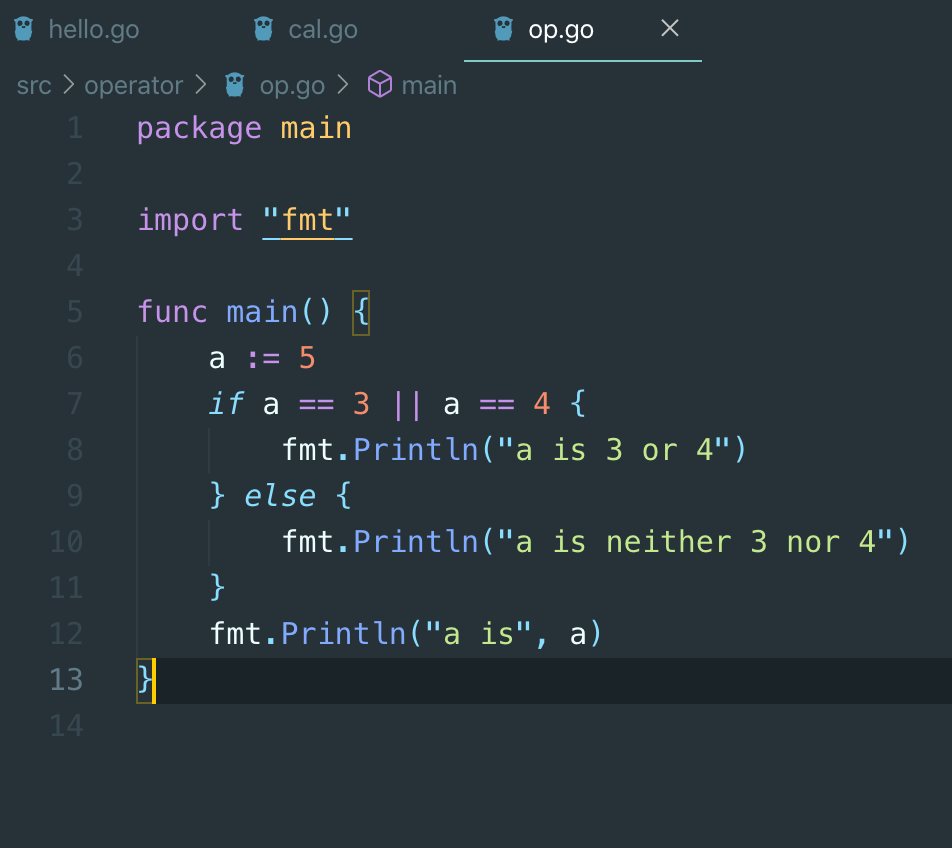 hello.go cal.go op.go
src > operator > op.go > main
1 package main
2
3 import "fmt"
4
5 func main() {
6     a := 5
7     if a == 3 || a == 4 {
8         fmt.Println("a is 3 or 4")
9     } else {
10         fmt.Println("a is neither 3 nor 4")
11     }
12     fmt.Println("a is", a)
13 }
14